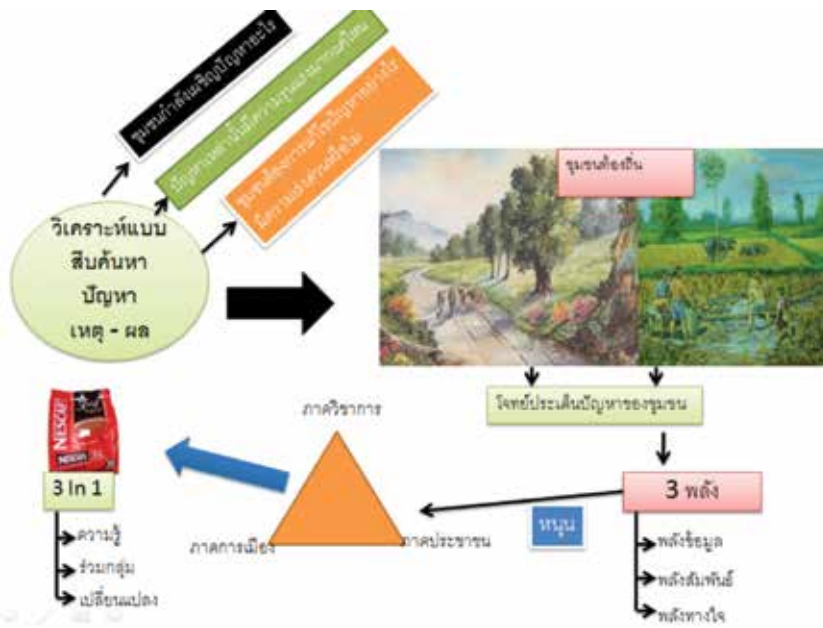 ชุมชนกำลังเผชิญปัญหาอะไร
ปัญหาเหล่านั้นมีความรุนแรงมากแค่ไหน
ชุมชนต้องการแก้ไขปัญหาอย่างไร
มีความเร่งด่วนหรือไม่
วิเคราะห์แบบ
สืบค้นหา
ปัญหา
เหตุ - ผล
ชุมชนท้องถิ่น
โจทย์ประเด็นปัญหาของชุมชน
3 พลัง
หนุน
พลังข้อมูล
พลังสัมพันธ์
พลังทางใจ
ภาควิชาการ
ภาคการเมือง
ภาคประชาชน
NESCAF
3 In 1
ความรู้
ร่วมกลุ่ม
เปลี่ยนแปลง